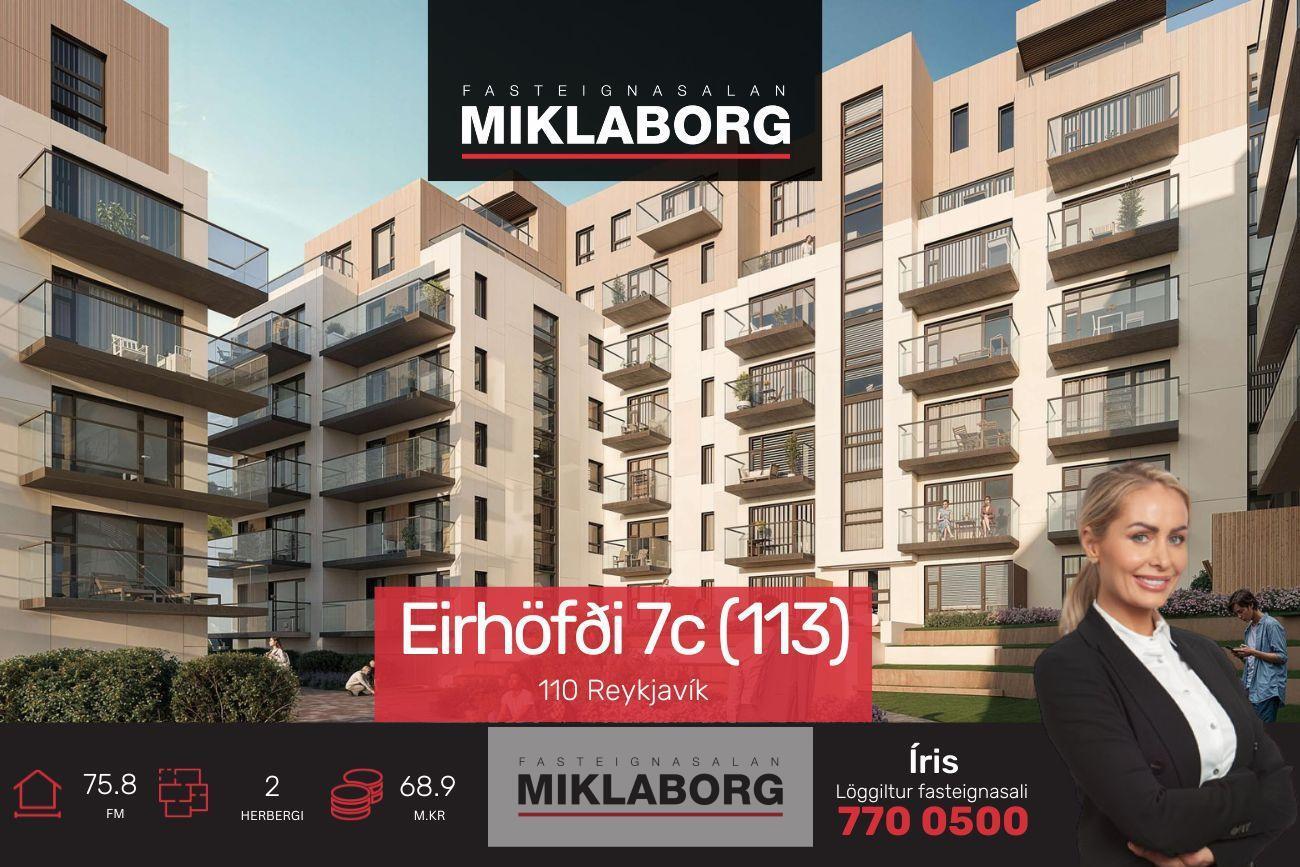 FASTEIGNASALAN
MIKLABORG
Eirhöfði 7c (113)
110 Reykjavík
75.8
FM
2
HERBERGI
68.9
M.KR
FASTEIGNASALAN
MIKLABORG
Íris
Löggiltur fasteignasali
770 0500